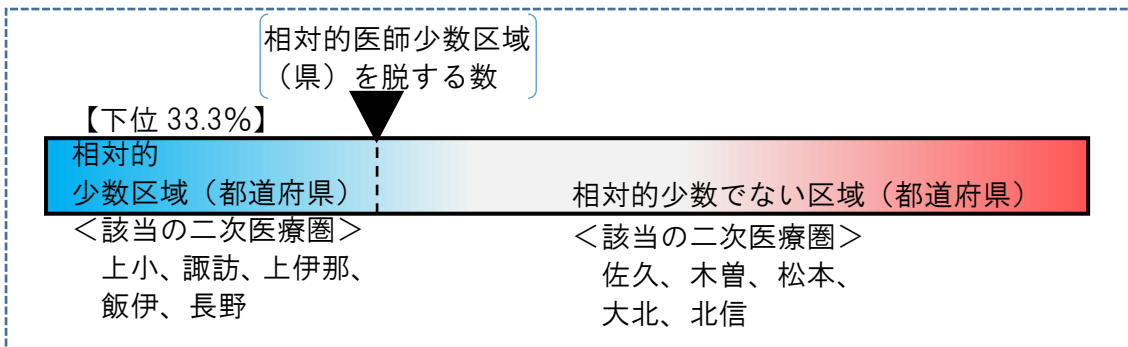 相対的医師少数区域
（県）を脱する数
【下位 33.3%】
相対的
少数区域（都道府県）
相対的少数でない区域（都道府県）
＜該当の二次医療圏＞
上小、諏訪、上伊那、
飯伊、長野
＜該当の二次医療圏＞
佐久、木曽、松本、
大北、北信